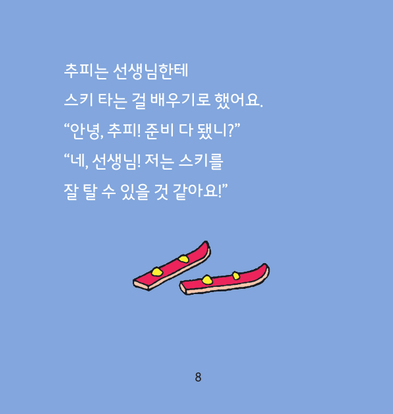 추피는 선생님한테
스키 타는 걸 배우기로 했어요.
“안녕, 추피! 준비 다 됐니?”
“네, 선생님! 저는 스키를
잘 탈 수 있을 것 같아요!”
8